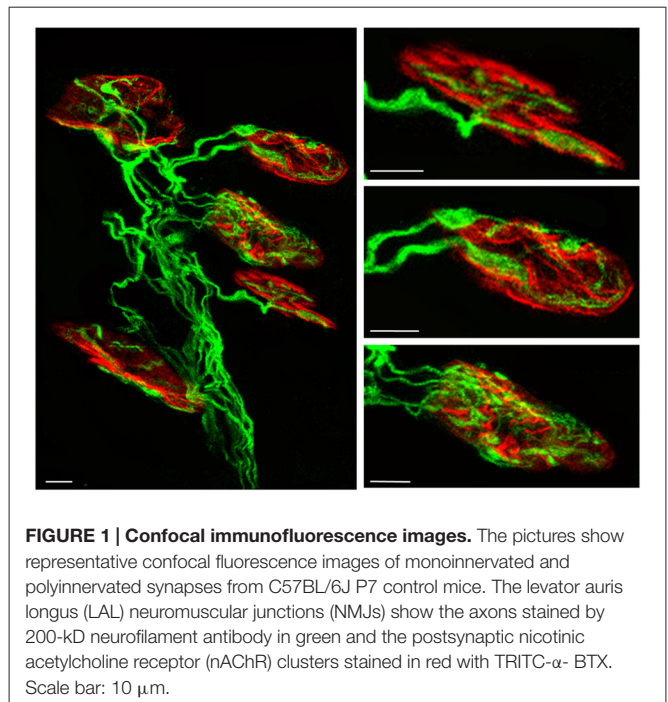 FIGURE 1 | Confocal immunofluorescence images. The pictures show
representative confocal fluorescence images of monoinnervated and
polyinnervated synapses from C57BL/6J P7 control mice. The levator auris
longus (LAL) neuromuscular junctions (NMJs) show the axons stained by
200-kD neurofilament antibody in green and the postsynaptic nicotinic
acetylcholine receptor (nAChR) clusters stained in red with TRITC-α- BTX.
Scale bar: 10 μm.